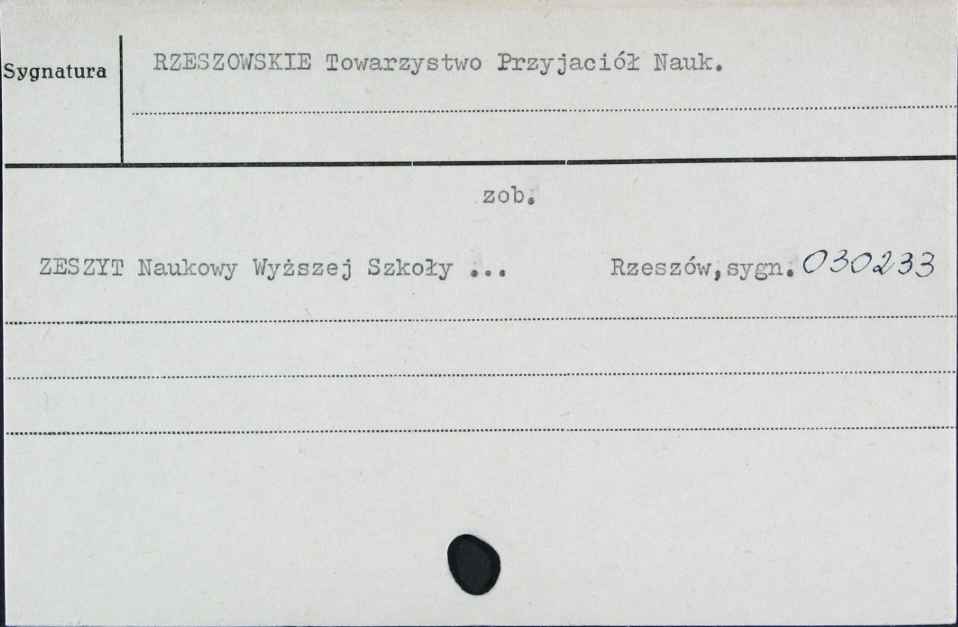 Sygnatura
RZESZOWSKIE Towarzystwo Przyjaciół Nauk.
zob.
ZESZYT Naukowy Wyższej Szkoły ... Rzeszów,sygn. 030233